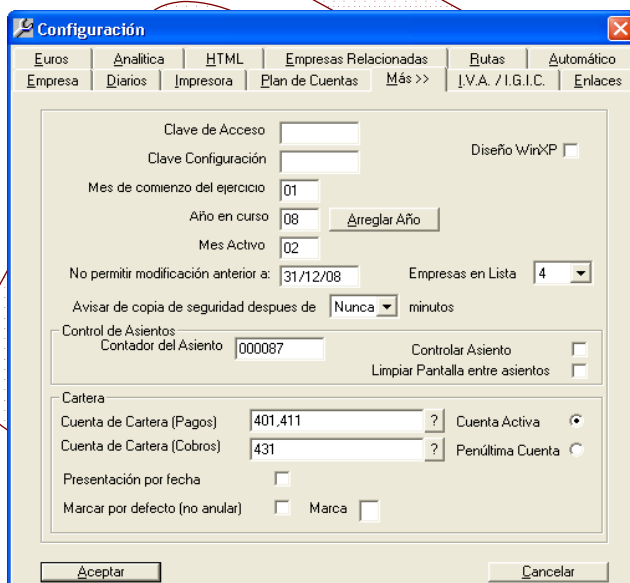 Configuración
Euros Analitica HTML Empresas Relacionadas Rutas Automático
Empresa Diarios Impresora Plan de Cuentas Más >> I.V.A. / I.G.I.C. Enlaces
Clave de Acceso
Diseño WinXP
Clave Configuración
Mes de comienzo del ejercicio 01
Año en curso 08 Arreglar Año
Mes Activo 02
No permitir modificación anterior a: 31/12/08 Empresas en Lista 4
Avisar de copia de seguridad despues de Nunca minutos
Control de Asientos
Contador del Asiento 000087 Controlar Asiento
Limpiar Pantalla entre asientos
Cartera
Cuenta de Cartera (Pagos) 401,411 ? Cuenta Activa
Cuenta de Cartera (Cobros) 431 ? Penúltima Cuenta
Presentación por fecha
Marcar por defecto (no anular) Marca
Aceptar Cancelar